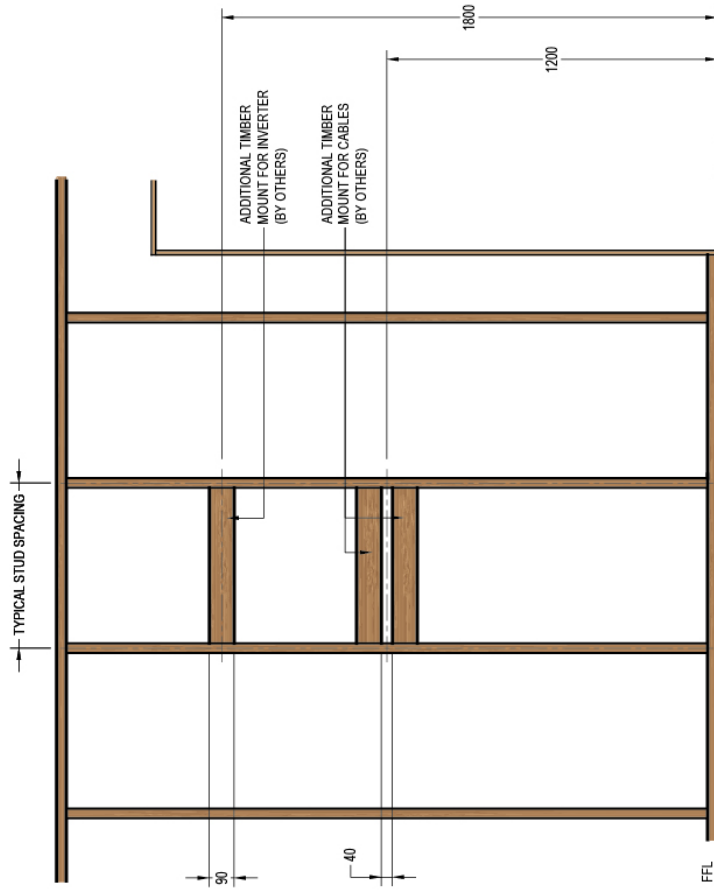 1800
1200
ADDITIONAL TIMBER
MOUNT FOR INVERTER
(BY OTHERS)
ADDITIONAL TIMBER
MOUNT FOR CABLES
(BY OTHERS)
TYPICAL STUD SPACING
90
40
FFL